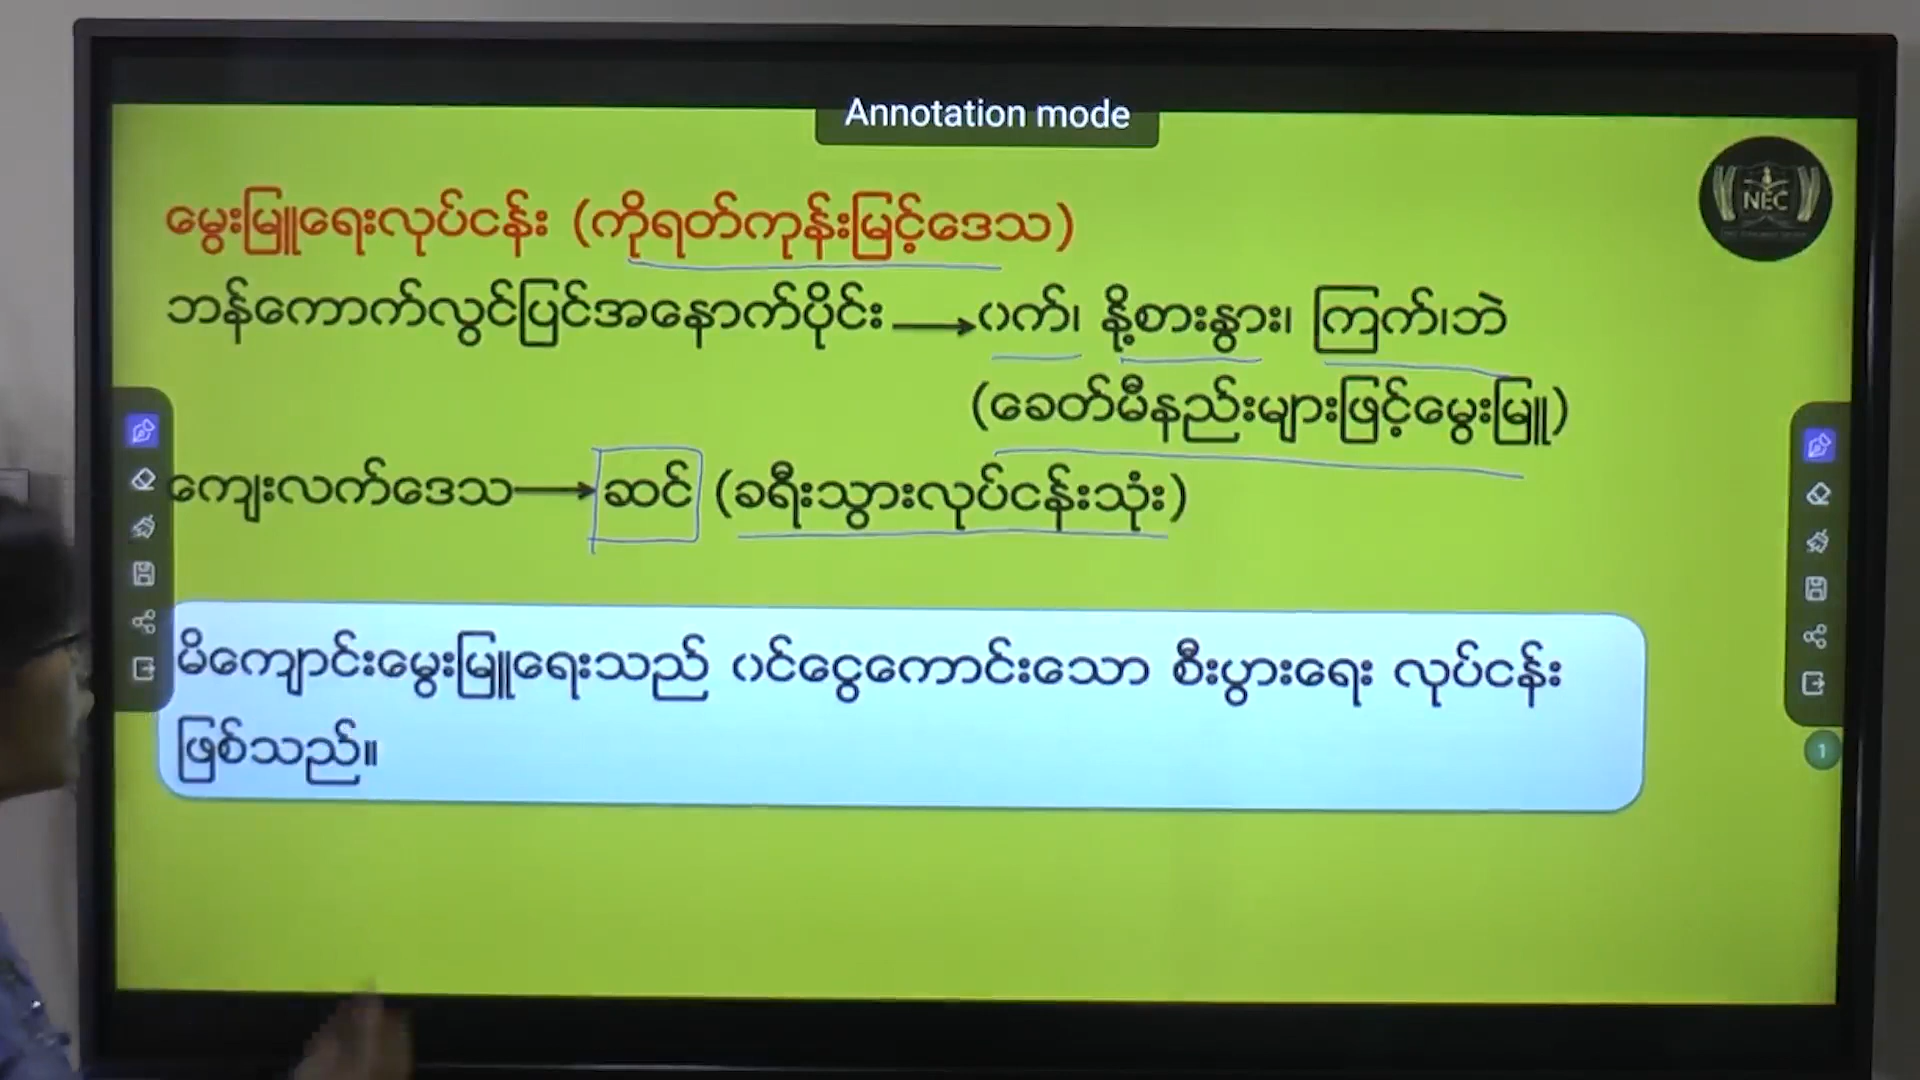 Annotation mode
NEC
မွေးမြူရေးလုပ်ငန်း (ကိုရတ်ကုန်းမြင့်ဒေသ)
ဘန်ကောက်လွင်ပြင်အနောက်ပိုင်း → ဝက်၊ နို့စားနွား၊ ကြက်၊ဘဲ
(ခေတ်မီနည်းများဖြင့်မွေးမြူ)
ကျေးလက်ဒေသ → ဆင် (ခရီးသွားလုပ်ငန်းသုံး)
မိကျောင်းမွေးမြူရေးသည် ဝင်ငွေကောင်းသော စီးပွားရေး လုပ်ငန်း
ဖြစ်သည်။
1